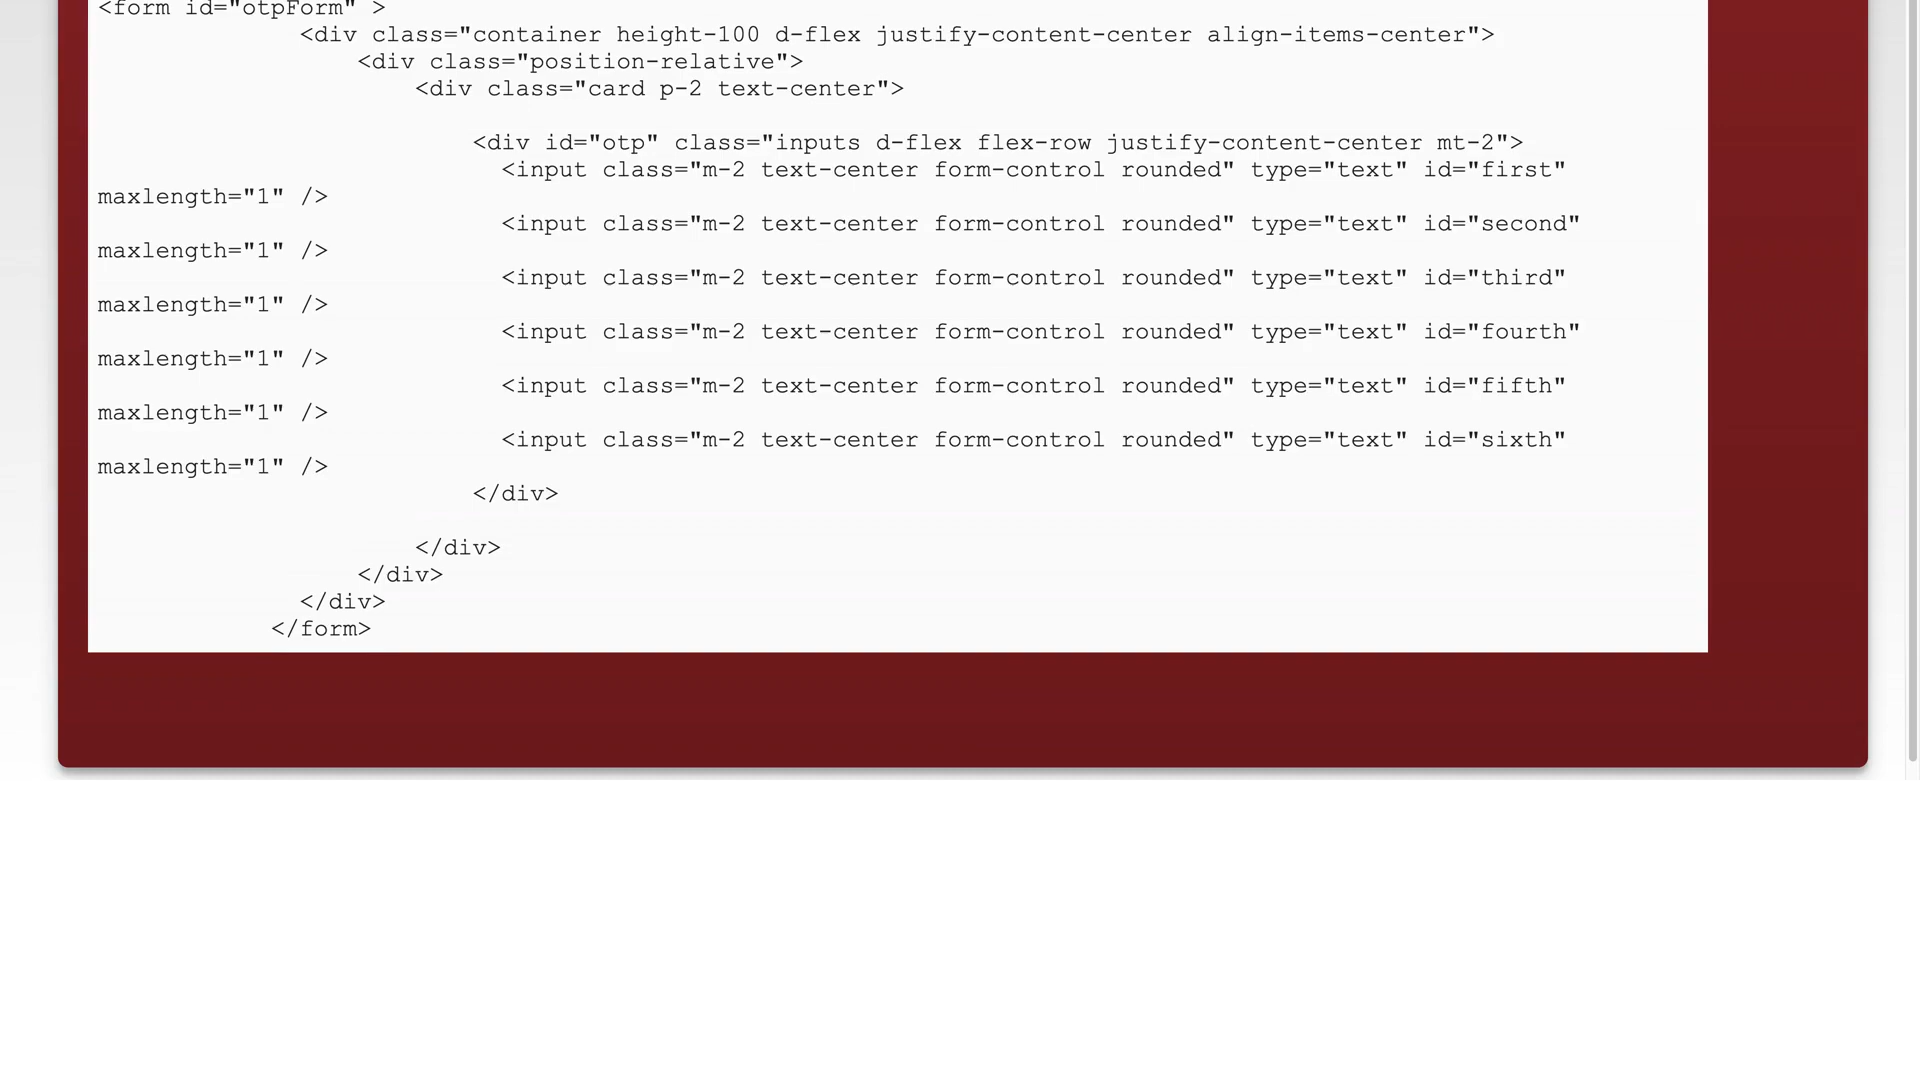 <form id="otpForm" >
<div class="container height-100 d-flex justify-content-center align-items-center">
<div class="position-relative">
<div class="card p-2 text-center">
<div id="otp" class="inputs d-flex flex-row justify-content-center mt-2">
<input class="m-2 text-center form-control rounded" type="text" id="first"
maxlength="1" />
<input class="m-2 text-center form-control rounded" type="text" id="second"
maxlength="1" />
<input class="m-2 text-center form-control rounded" type="text" id="third"
maxlength="1" />
<input class="m-2 text-center form-control rounded" type="text" id="fourth"
maxlength="1" />
<input class="m-2 text-center form-control rounded" type="text" id="fifth"
maxlength="1" />
<input class="m-2 text-center form-control rounded" type="text" id="sixth"
maxlength="1" />
</div>
</div>
</div>
</div>
</form>